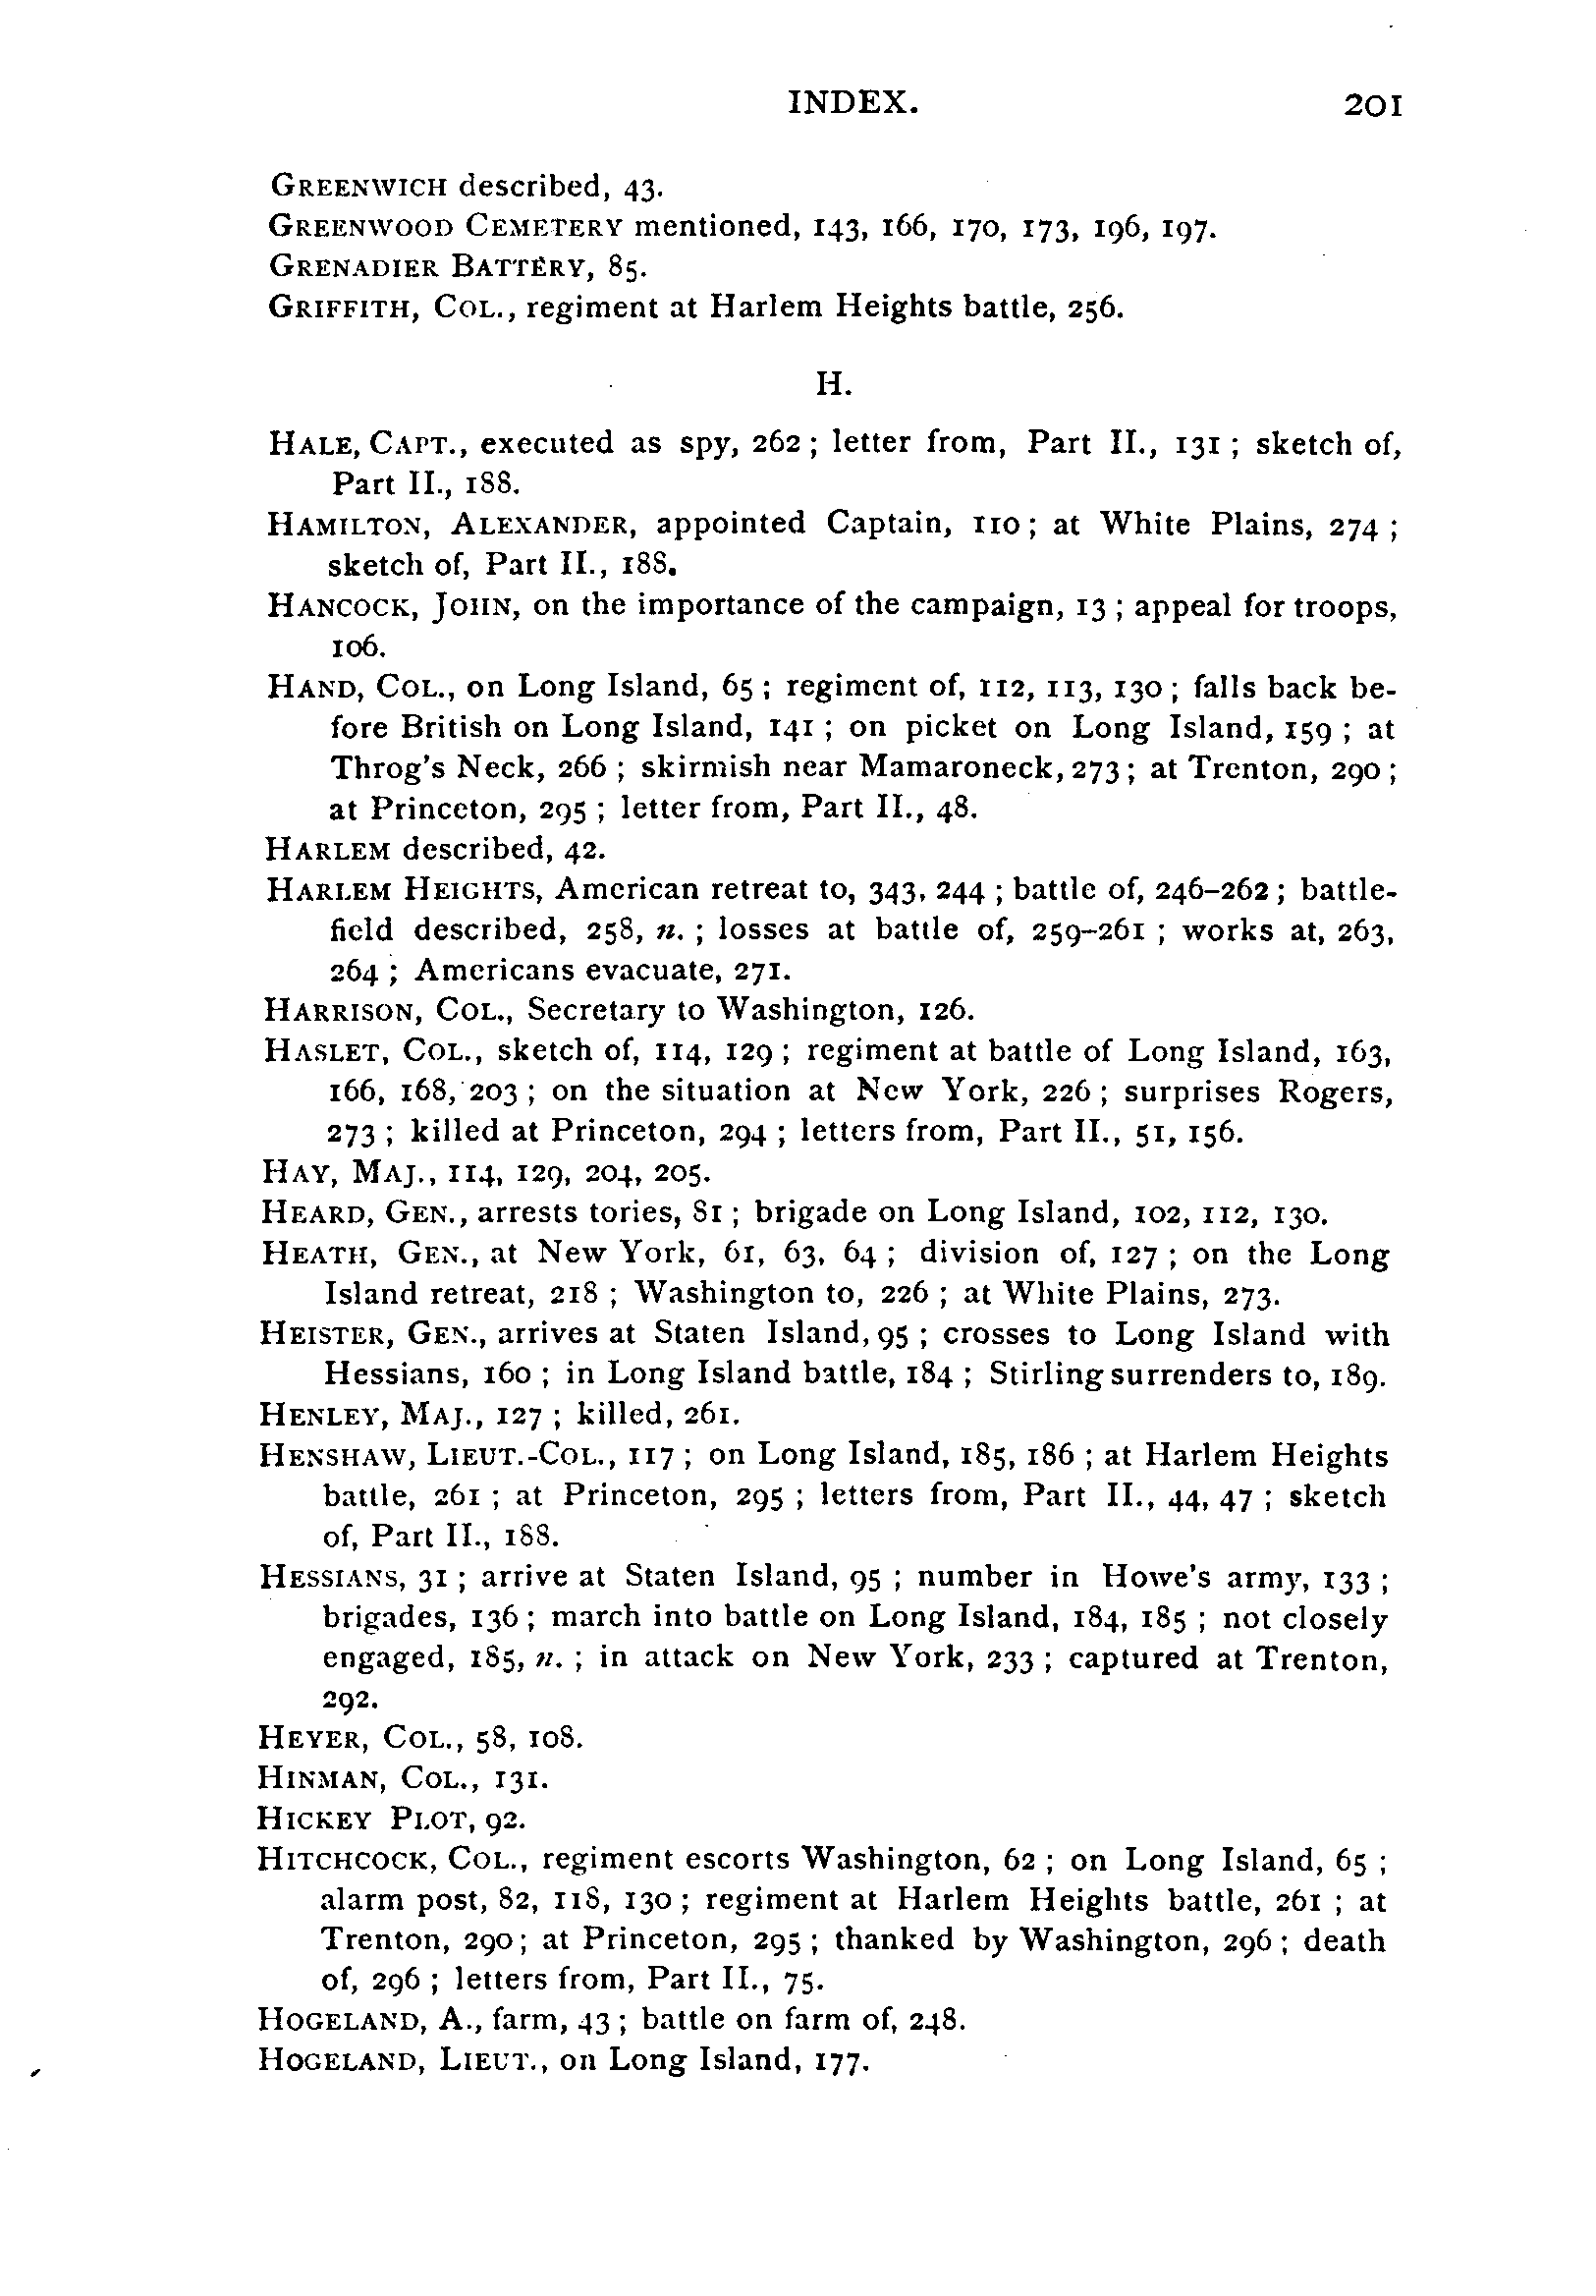 INDEX. 201
GREENWICH described, 43.
GREENWOOD CEMETERY mentioned, 143, 166, 170, 173, 196, 197.
GRENADIER BATTERY, 85.
GRIFFITH, COL., regiment at Harlem Heights battle, 256.
H.
HALE, CAPT., executed as spy, 262 ; letter from, Part II., 131 ; sketch of,
Part II., 188.
HAMILTON, ALEXANDER, appointed Captain, 110 ; at White Plains, 274 ;
sketch of, Part II., 188.
HANCOCK, JOHN, on the importance of the campaign, 13 ; appeal for troops,
106.
HAND, COL., on Long Island, 65 ; regiment of, 112, 113, 130 ; falls back be-
fore British on Long Island, 141 ; on picket on Long Island, 159 ; at
Throg's Neck, 266 ; skirmish near Mamaroneck, 273 ; at Trenton, 290 ;
at Princeton, 295 ; letter from, Part II., 48.
HARLEM described, 42.
HARLEM HEIGHTS, American retreat to, 343, 244 ; battle of, 246–262 ; battle-
field described, 258, n. ; losses at battle of, 259–261 ; works at, 263,
264 ; Americans evacuate, 271.
HARRISON, COL., Secretary to Washington, 126.
HASLET, COL., sketch of, 114, 129 ; regiment at battle of Long Island, 163,
166, 168, 203 ; on the situation at New York, 226 ; surprises Rogers,
273 ; killed at Princeton, 294 ; letters from, Part II., 51, 156.
HAY, MAJ., 114, 129, 204, 205.
HEARD, GEN., arrests tories, 81 ; brigade on Long Island, 102, 112, 130.
HEATH, GEN., at New York, 61, 63, 64 ; division of, 127 ; on the Long
Island retreat, 218 ; Washington to, 226 ; at White Plains, 273.
HEISTER, GEN., arrives at Staten Island, 95 ; crosses to Long Island with
Hessians, 160 ; in Long Island battle, 184 ; Stirling surrenders to, 189.
HENLEY, MAJ., 127 ; killed, 261.
HENSHAW, LIEUT.-COL., 117 ; on Long Island, 185, 186 ; at Harlem Heights
battle, 261 ; at Princeton, 295 ; letters from, Part II., 44, 47 ; sketch
of, Part II., 188.
HESSIANS, 31 ; arrive at Staten Island, 95 ; number in Howe's army, 133 ;
brigades, 136 ; march into battle on Long Island, 184, 185 ; not closely
engaged, 185, n. ; in attack on New York, 233 ; captured at Trenton,
292.
HEYER, COL., 58, 108.
HINMAN, COL., 131.
HICKEY PLOT, 92.
HITCHCOCK, COL., regiment escorts Washington, 62 ; on Long Island, 65 ;
alarm post, 82, 118, 130 ; regiment at Harlem Heights battle, 261 ; at
Trenton, 290 ; at Princeton, 295 ; thanked by Washington, 296 ; death
of, 296 ; letters from, Part II., 75.
HOGELAND, A., farm, 43 ; battle on farm of, 248.
HOGELAND, LIEUT., on Long Island, 177.